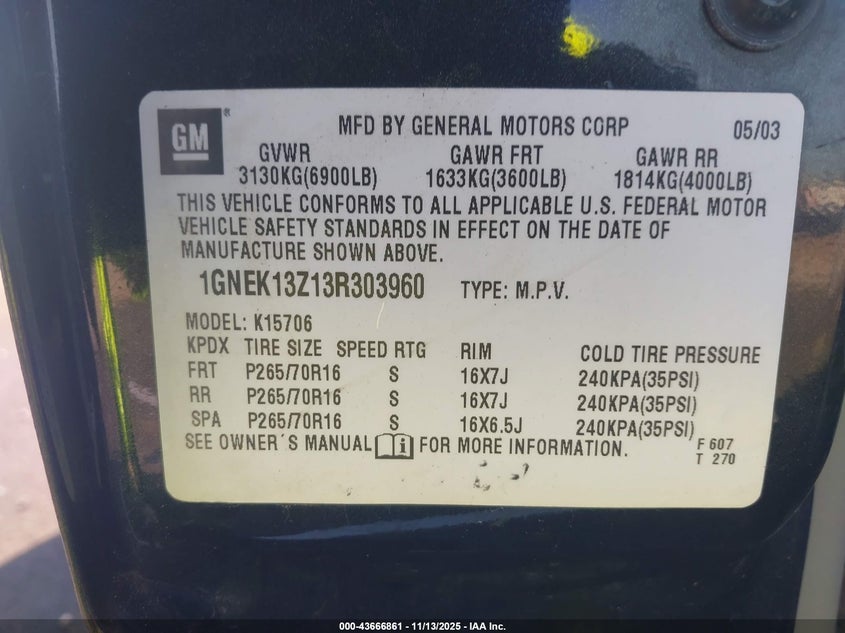 GM
MFD BY GENERAL MOTORS CORP 05/03
GVWR GAWR FRT GAWR RR
3130KG(6900LB) 1633KG(3600LB) 1814KG(4000LB)
THIS VEHICLE CONFORMS TO ALL APPLICABLE U.S. FEDERAL MOTOR
VEHICLE SAFETY STANDARDS IN EFFECT ON THE DATE OF
MANUFACTURE SHOWN ABOVE.
1GNEK13Z13R303960 TYPE: M.P.V.
MODEL: K15706
KPDX TIRE SIZE SPEED RTG RIM COLD TIRE PRESSURE
FRT P265/70R16 S 16X7J 240KPA(35PSI)
RR P265/70R16 S 16X7J 240KPA(35PSI)
SPA P265/70R16 S 16X6.5J 240KPA(35PSI)
SEE OWNER´S MANUAL FOR MORE INFORMATION. F 607
T 270
000-43666861 - 11/13/2025 - IAA Inc.